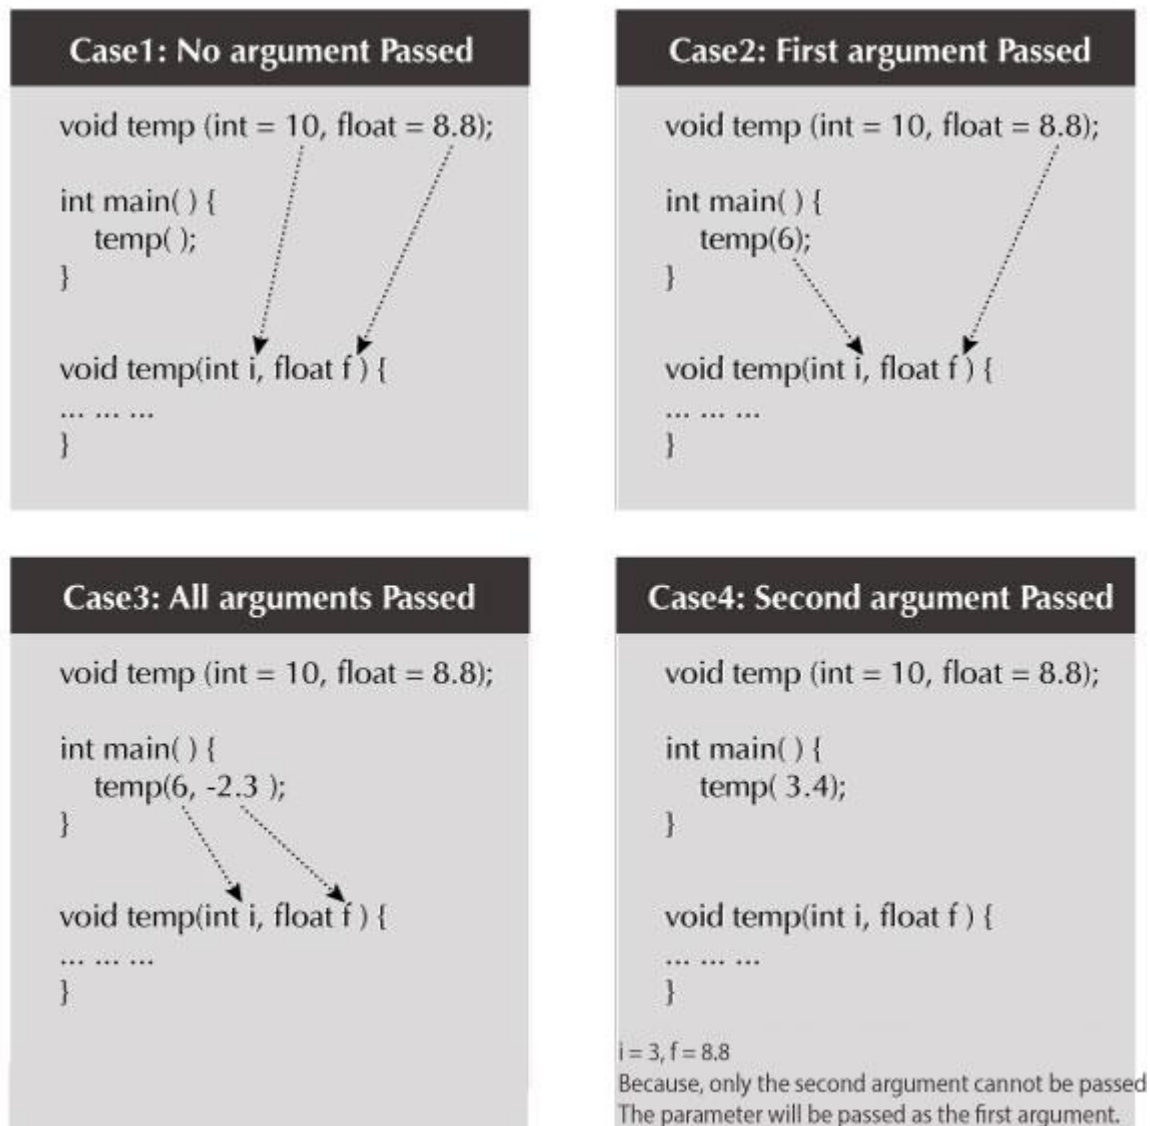 Case1: No argument Passed
void temp (int = 10, float = 8.8);
int main( ) {
temp( );
}
void temp(int i, float f ) {
... ... ...
}
Case2: First argument Passed
void temp (int = 10, float = 8.8);
int main( ) {
temp(6);
}
void temp(int i, float f ) {
... ... ...
}
Case3: All arguments Passed
void temp (int = 10, float = 8.8);
int main( ) {
temp(6, -2.3 );
}
void temp(int i, float f ) {
... ... ...
}
Case4: Second argument Passed
void temp (int = 10, float = 8.8);
int main( ) {
temp( 3.4);
}
void temp(int i, float f ) {
... ... ...
}
i = 3, f = 8.8
Because, only the second argument cannot be passed
The parameter will be passed as the first argument.